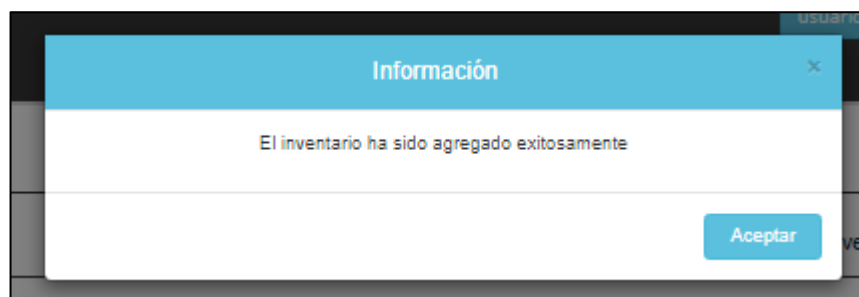 usuario
Información
×
El inventario ha sido agregado exitosamente
Aceptar